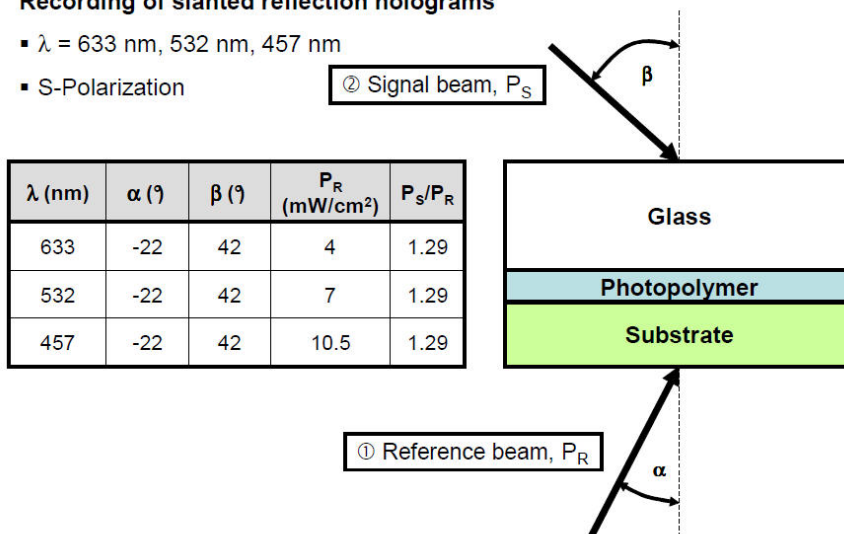 Recording of slanted reflection holograms
▪ λ = 633 nm, 532 nm, 457 nm
▪ S-Polarization
② Signal beam, PS
β
λ (nm) α (°) β (°) PR (mW/cm²) PS/PR
633 -22 42 4 1.29
532 -22 42 7 1.29
457 -22 42 10.5 1.29
Glass
Photopolymer
Substrate
① Reference beam, PR
α